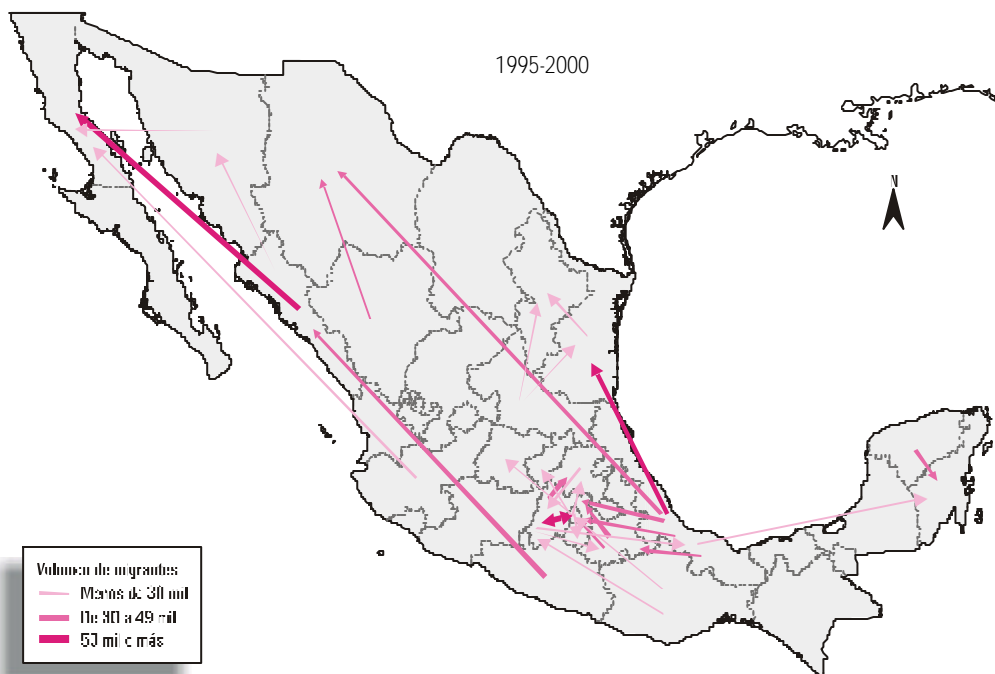 1995-2000
N
Volumen de migrantes
Menos de 30 mil
De 30 a 49 mil
50 mil o más